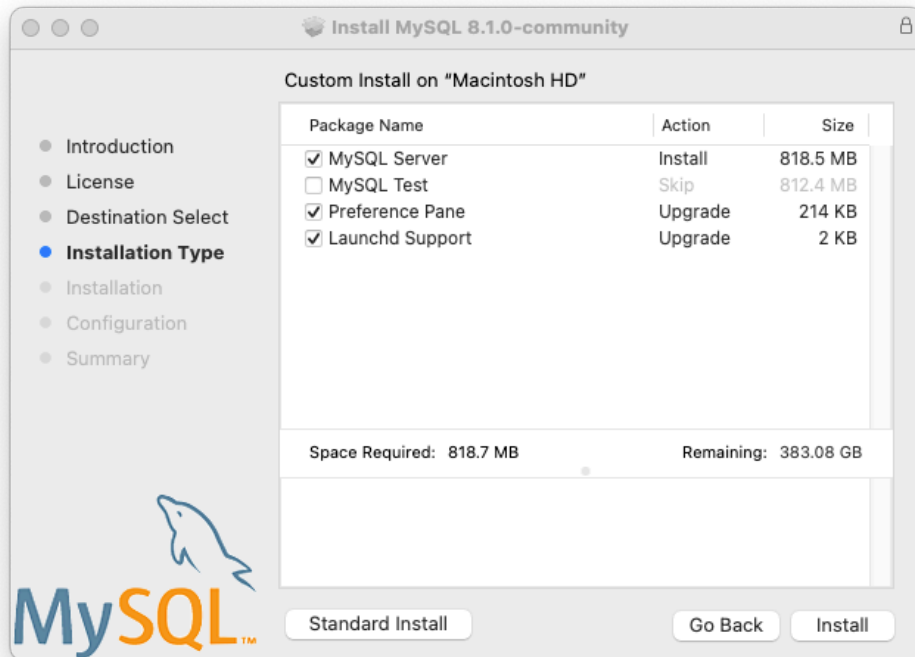 Install MySQL 8.1.0-community
Custom Install on “Macintosh HD”
Introduction
License
Destination Select
Installation Type
Installation
Configuration
Summary
Package Name Action Size
MySQL Server Install 818.5 MB
MySQL Test Skip 812.4 MB
Preference Pane Upgrade 214 KB
Launchd Support Upgrade 2 KB
Space Required: 818.7 MB Remaining: 383.08 GB
MySQL™
Standard Install Go Back Install